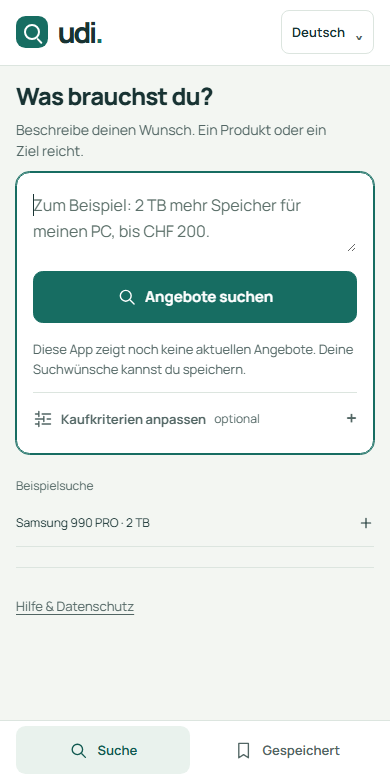 udi.
Deutsch
Was brauchst du?
Beschreibe deinen Wunsch. Ein Produkt oder ein
Ziel reicht.
Zum Beispiel: 2 TB mehr Speicher für
meinen PC, bis CHF 200.
Angebote suchen
Diese App zeigt noch keine aktuellen Angebote. Deine
Suchwünsche kannst du speichern.
Kaufkriterien anpassen optional +
Beispielsuche
Samsung 990 PRO · 2 TB +
Hilfe & Datenschutz
Suche
Gespeichert